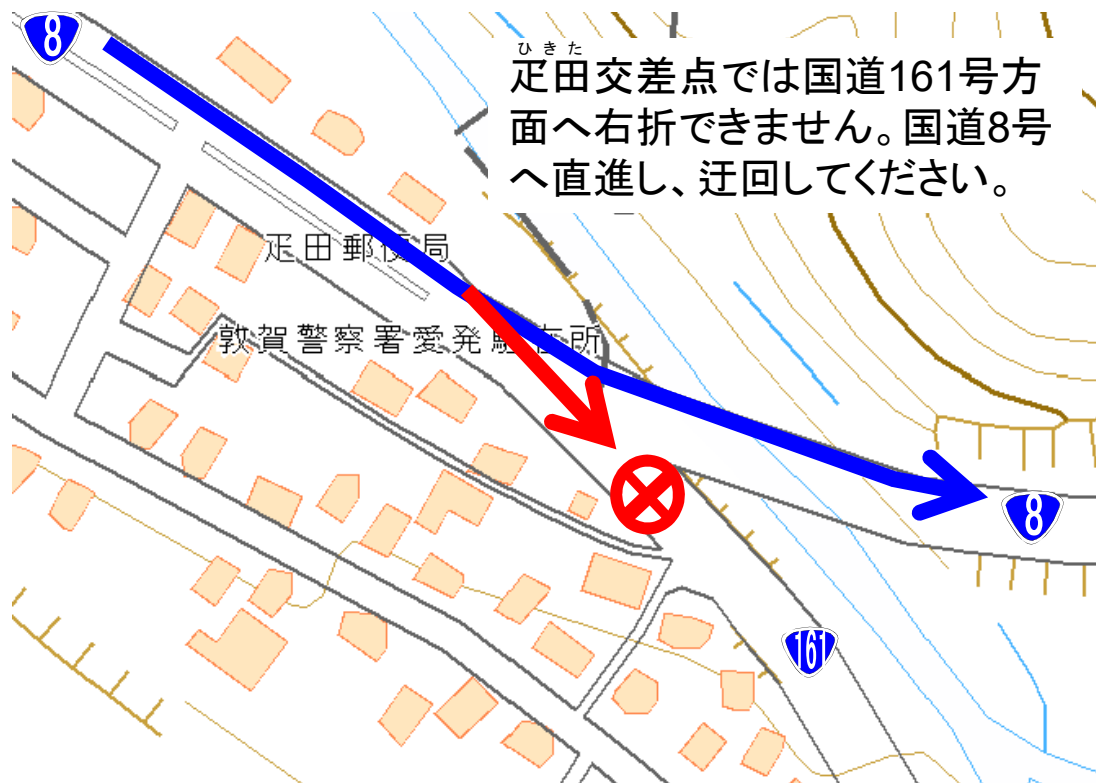 8
ひきた
疋田交差点では国道161号方
面へ右折できません。国道8号
へ直進し、迂回してください。
疋田郵便局
敦賀警察署愛発駐在所
8
161